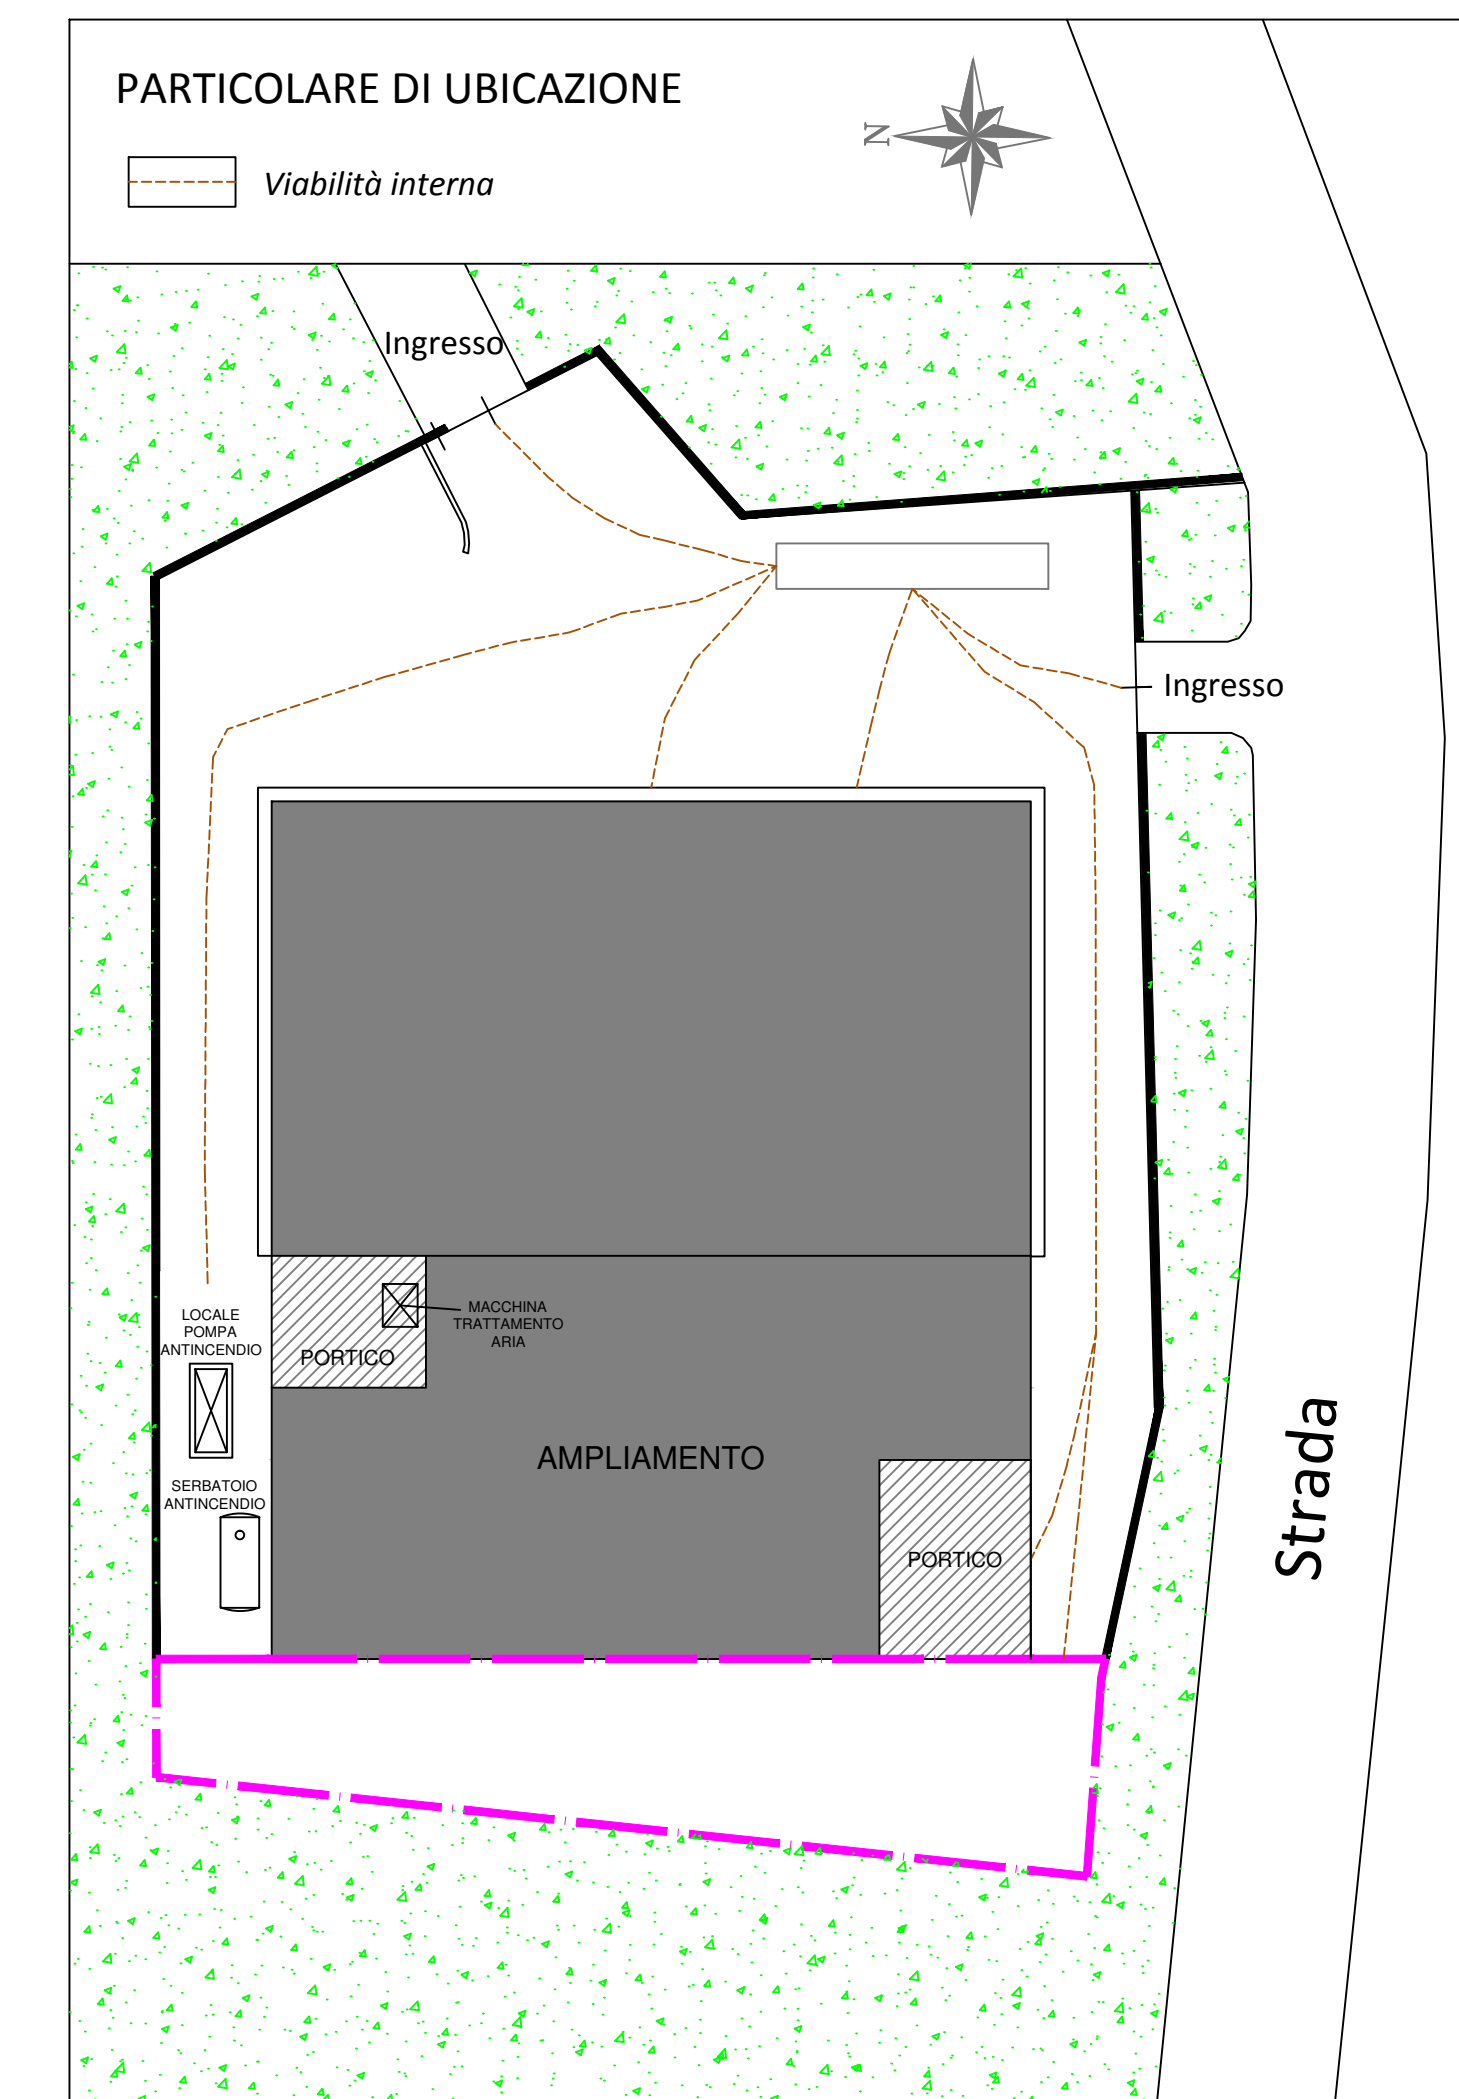 PARTICOLARE DI UBICAZIONE
N
Viabilità interna
Ingresso
Ingresso
LOCALE
POMPA
ANTINCENDIO
MACCHINA
TRATTAMENTO
ARIA
PORTICO
AMPLIAMENTO
SERBATOIO
ANTINCENDIO
PORTICO
Strada